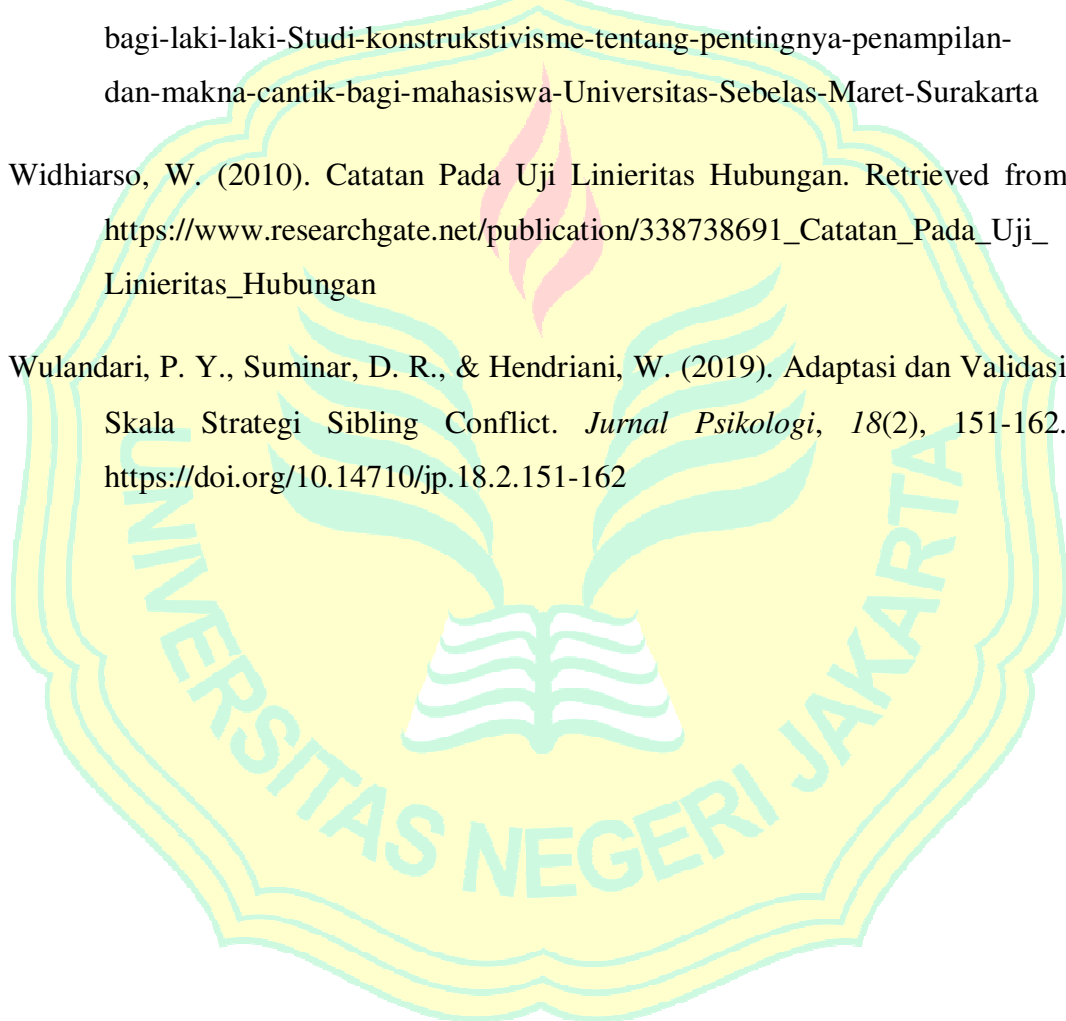 bagi-laki-laki-Studi-konstrukstivisme-tentang-pentingnya-penampilan-
dan-makna-cantik-bagi-mahasiswa-Universitas-Sebelas-Maret-Surakarta
Widhiarso, W. (2010). Catatan Pada Uji Linieritas Hubungan. Retrieved from
https://www.researchgate.net/publication/338738691_Catatan_Pada_Uji_
Linieritas_Hubungan
Wulandari, P. Y., Suminar, D. R., & Hendriani, W. (2019). Adaptasi dan Validasi
Skala Strategi Sibling Conflict. Jurnal Psikologi, 18(2), 151-162.
https://doi.org/10.14710/jp.18.2.151-162
UNIVERSITAS NEGERI JAKARTA